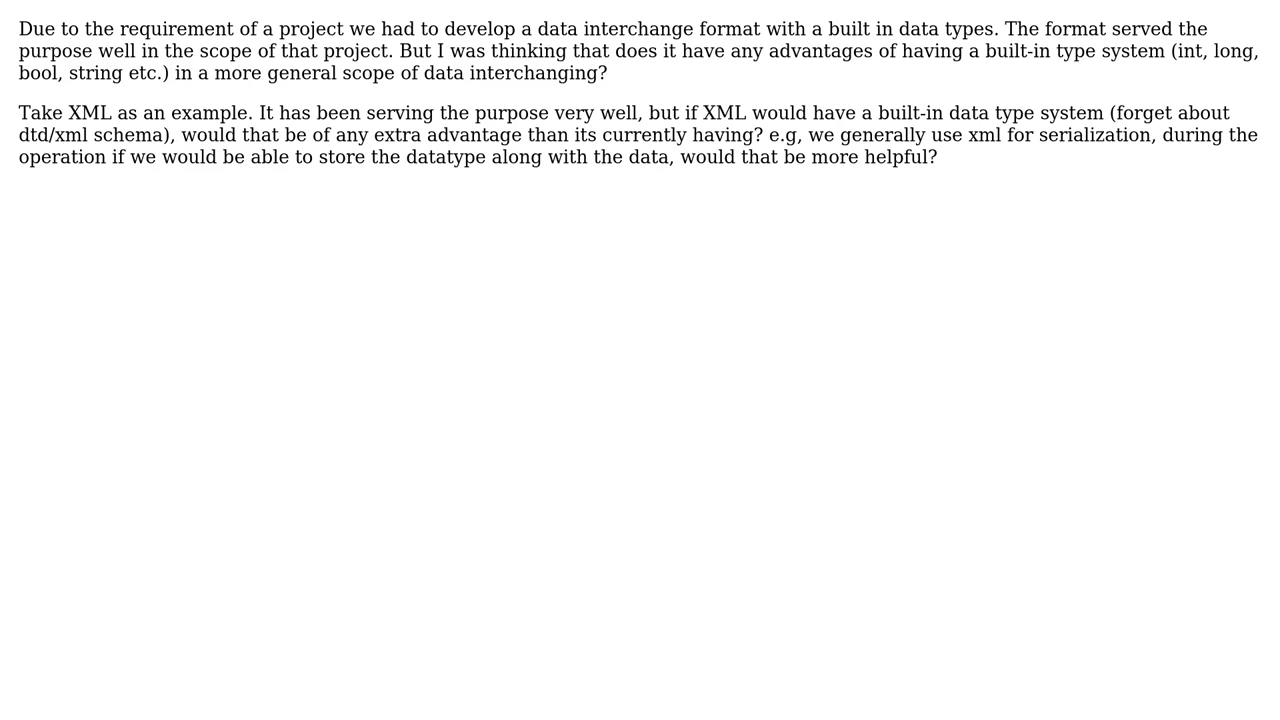 Due to the requirement of a project we had to develop a data interchange format with a built in data types. The format served the
purpose well in the scope of that project. But I was thinking that does it have any advantages of having a built-in type system (int, long,
bool, string etc.) in a more general scope of data interchanging?
Take XML as an example. It has been serving the purpose very well, but if XML would have a built-in data type system (forget about
dtd/xml schema), would that be of any extra advantage than its currently having? e.g, we generally use xml for serialization, during the
operation if we would be able to store the datatype along with the data, would that be more helpful?